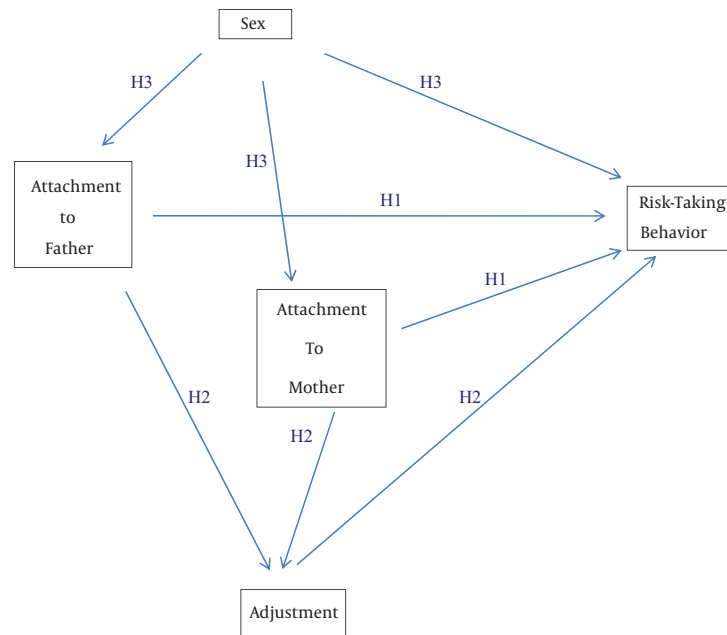 Sex
H3
H3
H3
Attachment
to
Father
H1
Risk-Taking
Behavior
H1
Attachment
To
Mother
H2
H2
H2
Adjustment